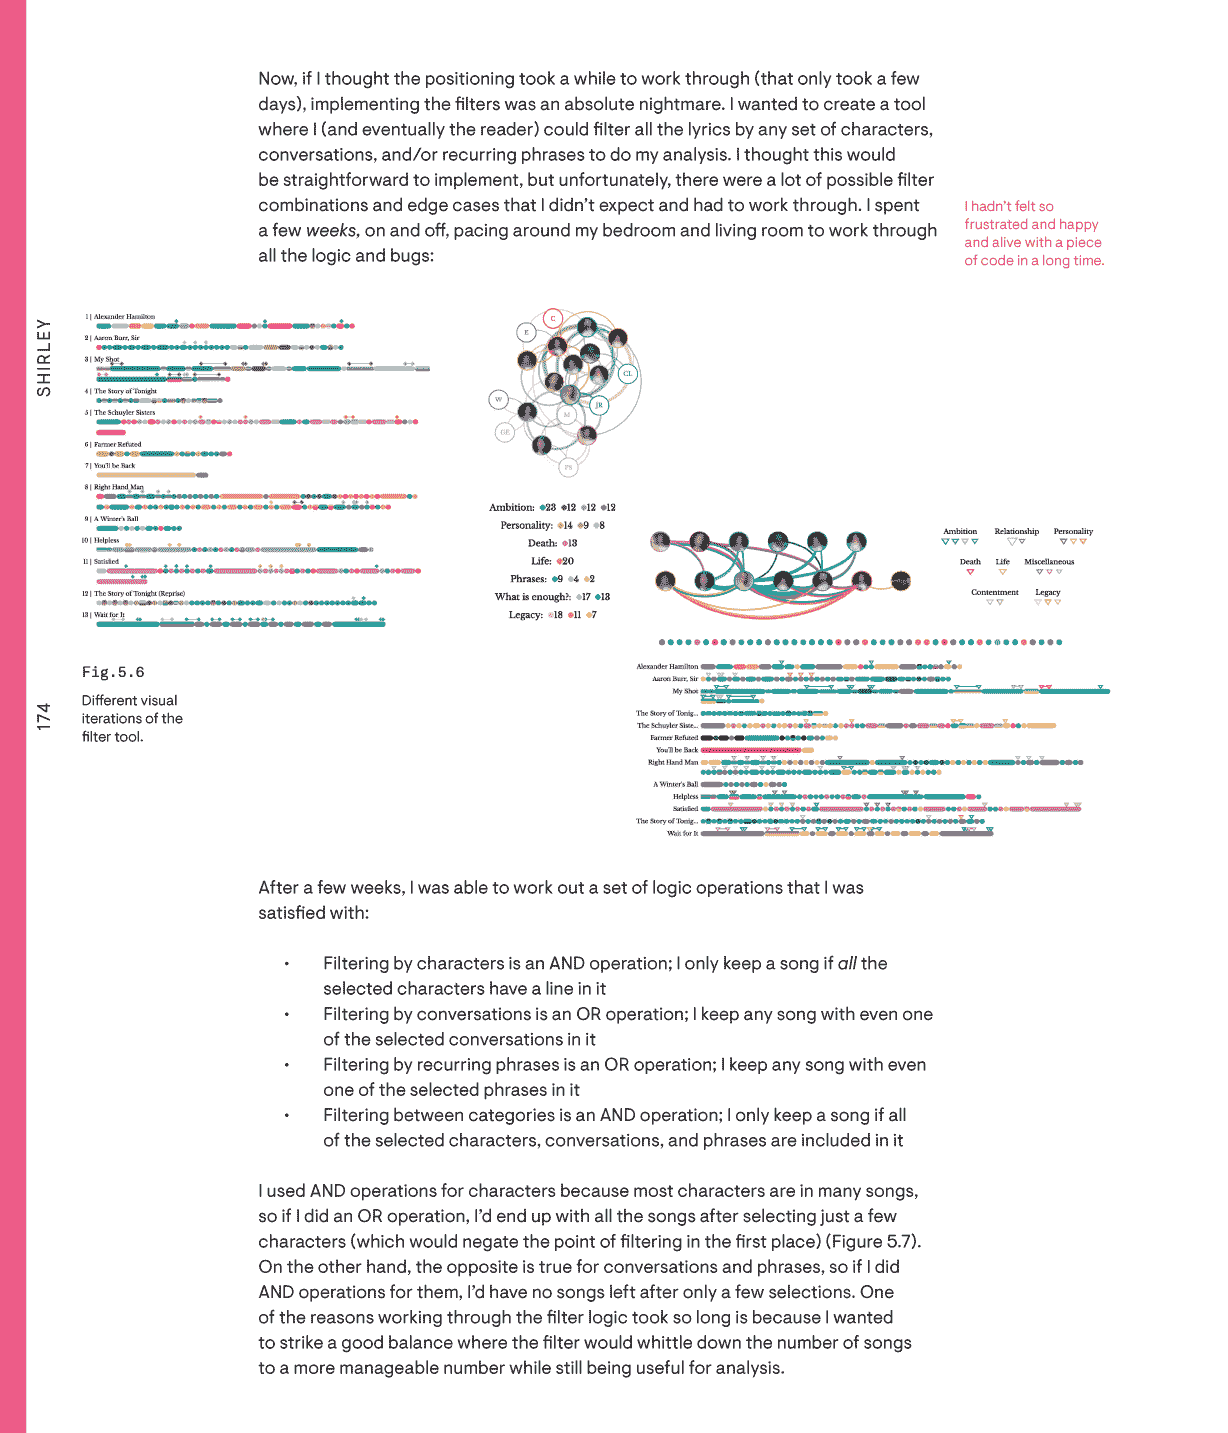 Now, if I thought the positioning took a while to work through (that only took a few
days), implementing the filters was an absolute nightmare. I wanted to create a tool
where I (and eventually the reader) could filter all the lyrics by any set of characters,
conversations, and/or recurring phrases to do my analysis. I thought this would
be straightforward to implement, but unfortunately, there were a lot of possible filter
combinations and edge cases that I didn't expect and had to work through. I spent
a few weeks, on and off, pacing around my bedroom and living room to work through
all the logic and bugs:
I hadn't felt so
frustrated and happy
and alive with a piece
of code in a long time.
SHIRLEY
1 | Alexander Hamilton
2 | Aaron Burr, Sir
3 | My Shot
4 | The Story of Tonight
5 | The Schuyler Sisters
6 | Farmer Refuted
7 | You'll be Back
8 | Right Hand Man
9 | A Winter's Ball
10 | Helpless
11 | Satisfied
12 | The Story of Tonight (Reprise)
13 | Wait for It
C
E
CL
W
JR
M
GE
PS
Ambition: 23 12 12 12
Personality: 14 9 8
Death: 13
Life: 20
Phrases: 9 4 2
What is enough?: 17 13
Legacy: 18 11 7
Ambition Relationship Personality
Death Life Miscellaneous
Contentment Legacy
Alexander Hamilton
Aaron Burr, Sir
My Shot
The Story of Tonig...
The Schuyler Siste...
Farmer Refuted
You'll be Back
Right Hand Man
A Winter's Ball
Helpless
Satisfied
The Story of Tonig...
Wait for It
Fig.5.6
Different visual
iterations of the
filter tool.
174
After a few weeks, I was able to work out a set of logic operations that I was
satisfied with:
• Filtering by characters is an AND operation; I only keep a song if all the
selected characters have a line in it
• Filtering by conversations is an OR operation; I keep any song with even one
of the selected conversations in it
• Filtering by recurring phrases is an OR operation; I keep any song with even
one of the selected phrases in it
• Filtering between categories is an AND operation; I only keep a song if all
of the selected characters, conversations, and phrases are included in it
I used AND operations for characters because most characters are in many songs,
so if I did an OR operation, I'd end up with all the songs after selecting just a few
characters (which would negate the point of filtering in the first place) (Figure 5.7).
On the other hand, the opposite is true for conversations and phrases, so if I did
AND operations for them, I'd have no songs left after only a few selections. One
of the reasons working through the filter logic took so long is because I wanted
to strike a good balance where the filter would whittle down the number of songs
to a more manageable number while still being useful for analysis.